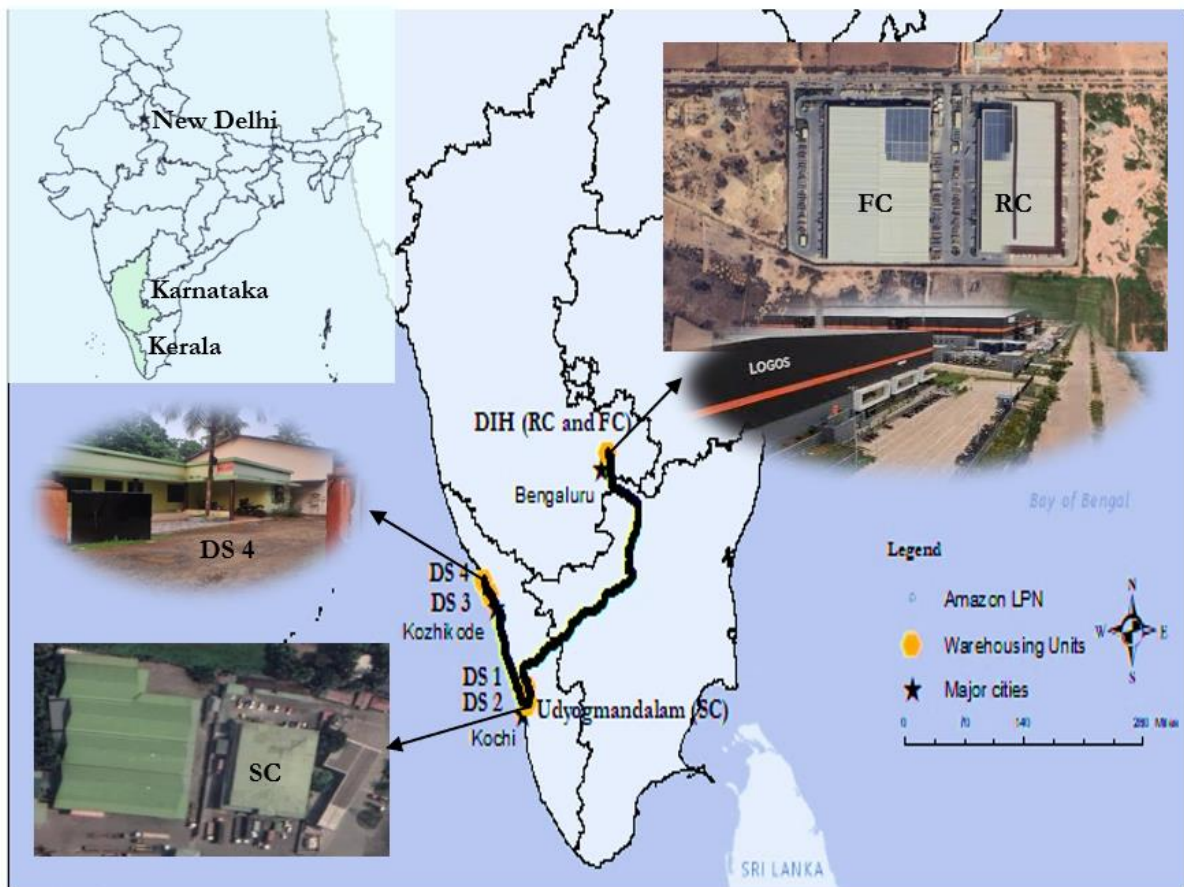 New Delhi
Karnataka
Kerala
FC
RC
LOGOS
DIH (RC and FC)
Bengaluru
Bay of Bengal
DS 4
DS 4
DS 3
Kozhikode
Legend
Amazon LPN
Warehousing Units
Major cities
N
W
E
S
0 70 140 280 Miles
DS 1
DS 2
Udyogmandalam (SC)
Kochi
SC
SRI LANKA